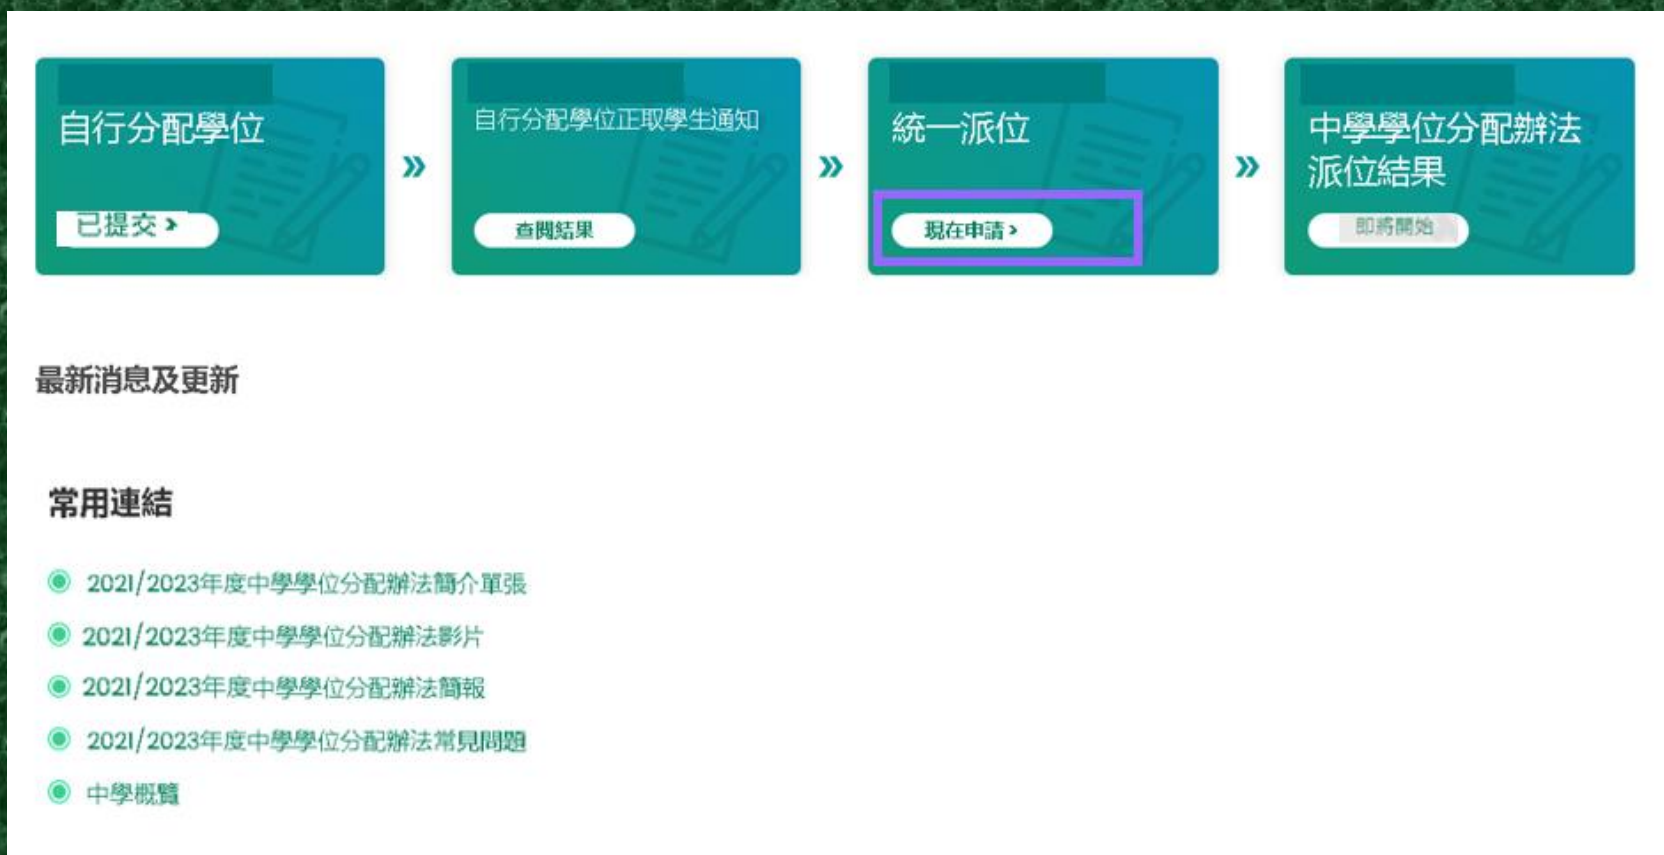 自行分配學位
已提交 >
»
自行分配學位正取學生通知
查閱結果
»
統一派位
現在申請 >
»
中學學位分配辦法
派位結果
即將開始
最新消息及更新
常用連結
2021/2023年度中學學位分配辦法簡介單張
2021/2023年度中學學位分配辦法影片
2021/2023年度中學學位分配辦法簡報
2021/2023年度中學學位分配辦法常見問題
中學概覽